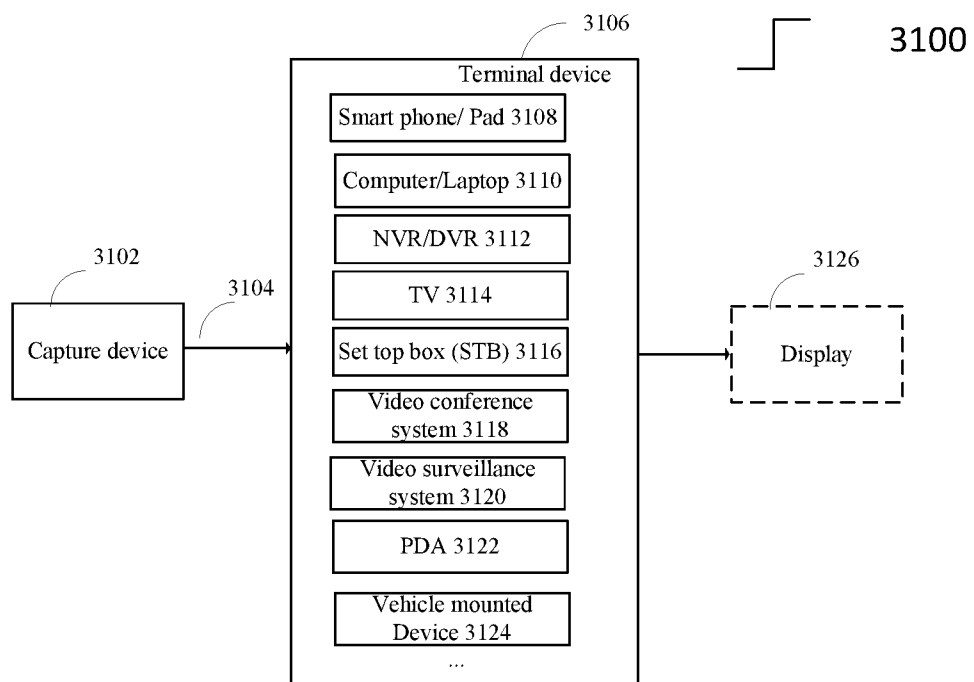 3106
3100
Terminal device
Smart phone/ Pad 3108
Computer/Laptop 3110
NVR/DVR 3112
3102
3104
3126
TV 3114
Capture device
Set top box (STB) 3116
Display
Video conference
system 3118
Video surveillance
system 3120
PDA 3122
Vehicle mounted
Device 3124
...